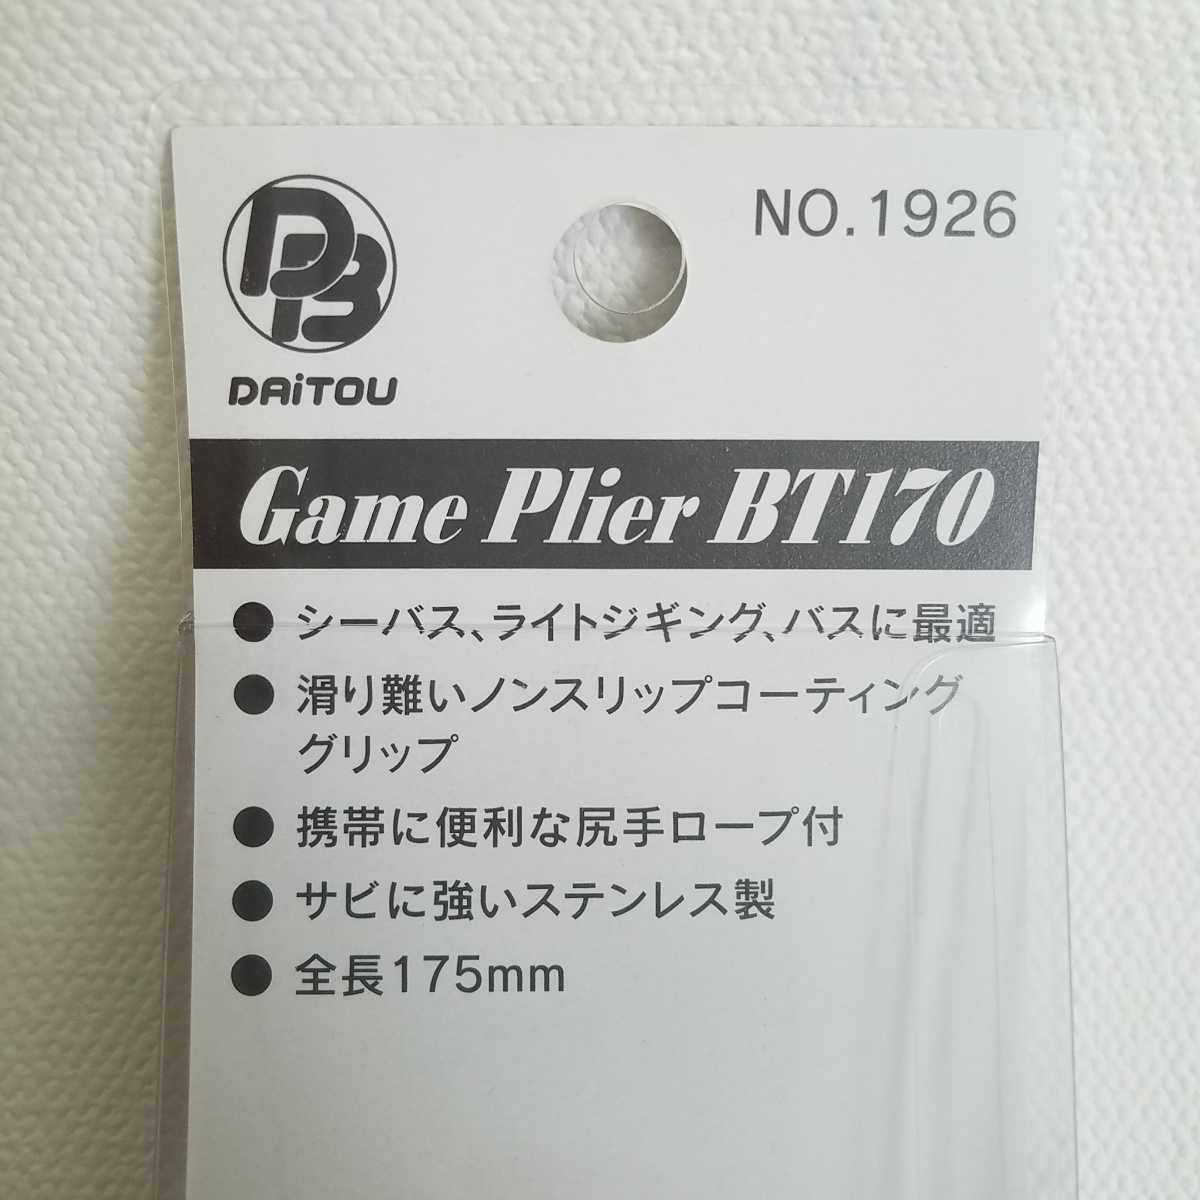 DB
NO.1926
DAiTOU
Game Plier BT170
● シーバス、ライトジギング、バスに最適
● 滑り難いノンスリップコーティング
グリップ
● 携帯に便利な尻手ロープ付
● サビに強いステンレス製
● 全長175mm